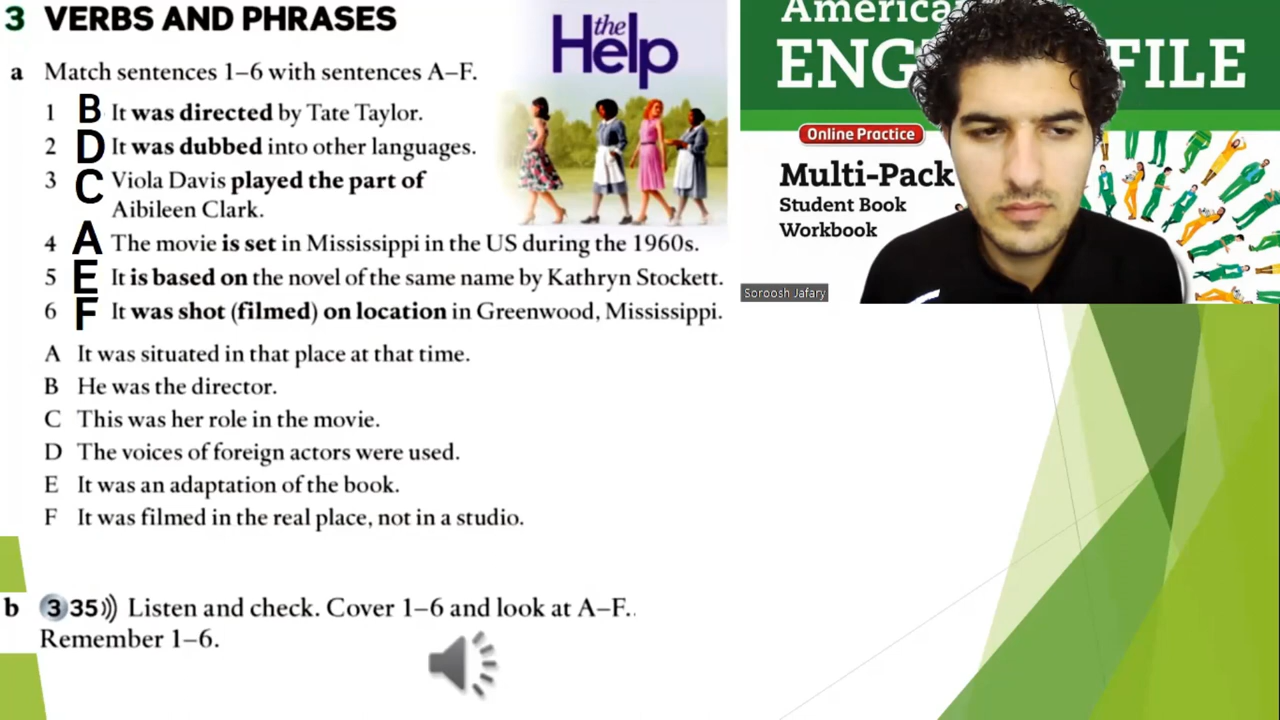 3 VERBS AND PHRASES
a Match sentences 1–6 with sentences A–F.
1 B It was directed by Tate Taylor.
2 D It was dubbed into other languages.
3 C Viola Davis played the part of
Aibileen Clark.
4 A The movie is set in Mississippi in the US during the 1960s.
5 E It is based on the novel of the same name by Kathryn Stockett.
6 F It was shot (filmed) on location in Greenwood, Mississippi.
A It was situated in that place at that time.
B He was the director.
C This was her role in the movie.
D The voices of foreign actors were used.
E It was an adaptation of the book.
F It was filmed in the real place, not in a studio.
b 3 35))) Listen and check. Cover 1–6 and look at A–F.
Remember 1–6.
the
Help
America
ENG FILE
Online Practice
Multi-Pack
Student Book
Workbook
Soroosh Jafary